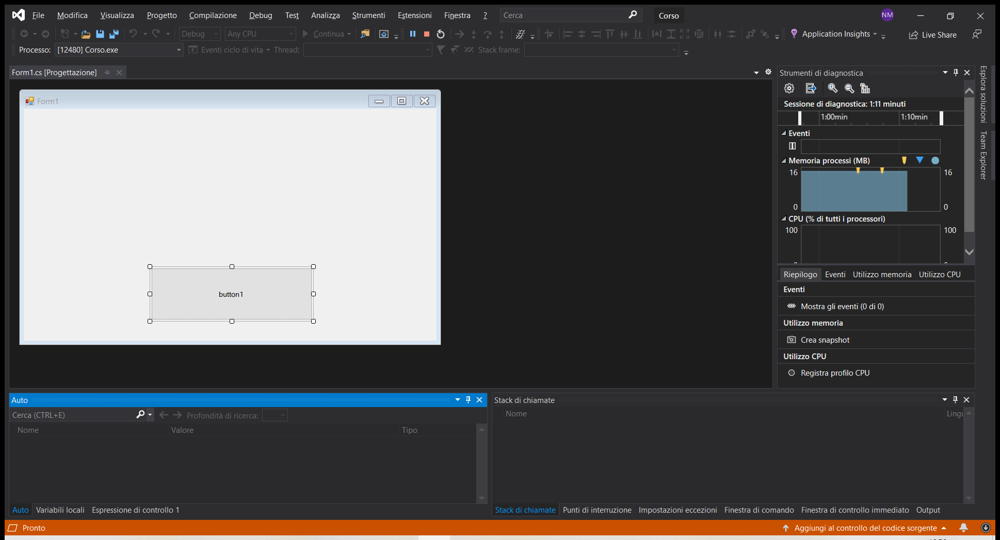 File Modifica Visualizza Progetto Compilazione Debug Test Analizza Strumenti Estensioni Finestra ? Cerca Corso NM
Debug Any CPU Continua Application Insights Live Share
Processo: [12480] Corso.exe Eventi ciclo di vita Thread: Stack frame:
Form1.cs [Progettazione]
Form1
button1
Strumenti di diagnostica
Sessione di diagnostica: 1:11 minuti
1:00min 1:10min
Eventi
Memoria processi (MB)
16 16
0 0
CPU (% di tutti i processori)
100 100
Riepilogo Eventi Utilizzo memoria Utilizzo CPU
Eventi
Mostra gli eventi (0 di 0)
Utilizzo memoria
Crea snapshot
Utilizzo CPU
Registra profilo CPU
Esplora soluzioni
Team Explorer
Auto
Cerca (CTRL+E) Profondità di ricerca:
Nome Valore Tipo
Auto Variabili locali Espressione di controllo 1
Stack di chiamate
Nome Lingu
Stack di chiamate Punti di interruzione Impostazioni eccezioni Finestra di comando Finestra di controllo immediato Output
Pronto Aggiungi al controllo del codice sorgente